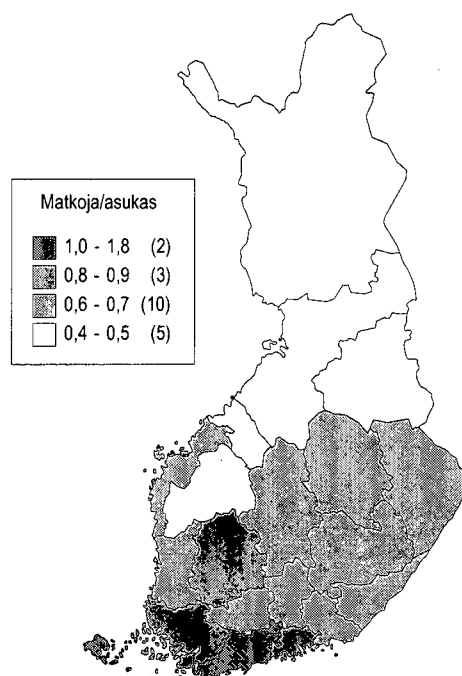 Matkoja/asukas
1,0 - 1,8 (2)
0,8 - 0,9 (3)
0,6 - 0,7 (10)
0,4 - 0,5 (5)